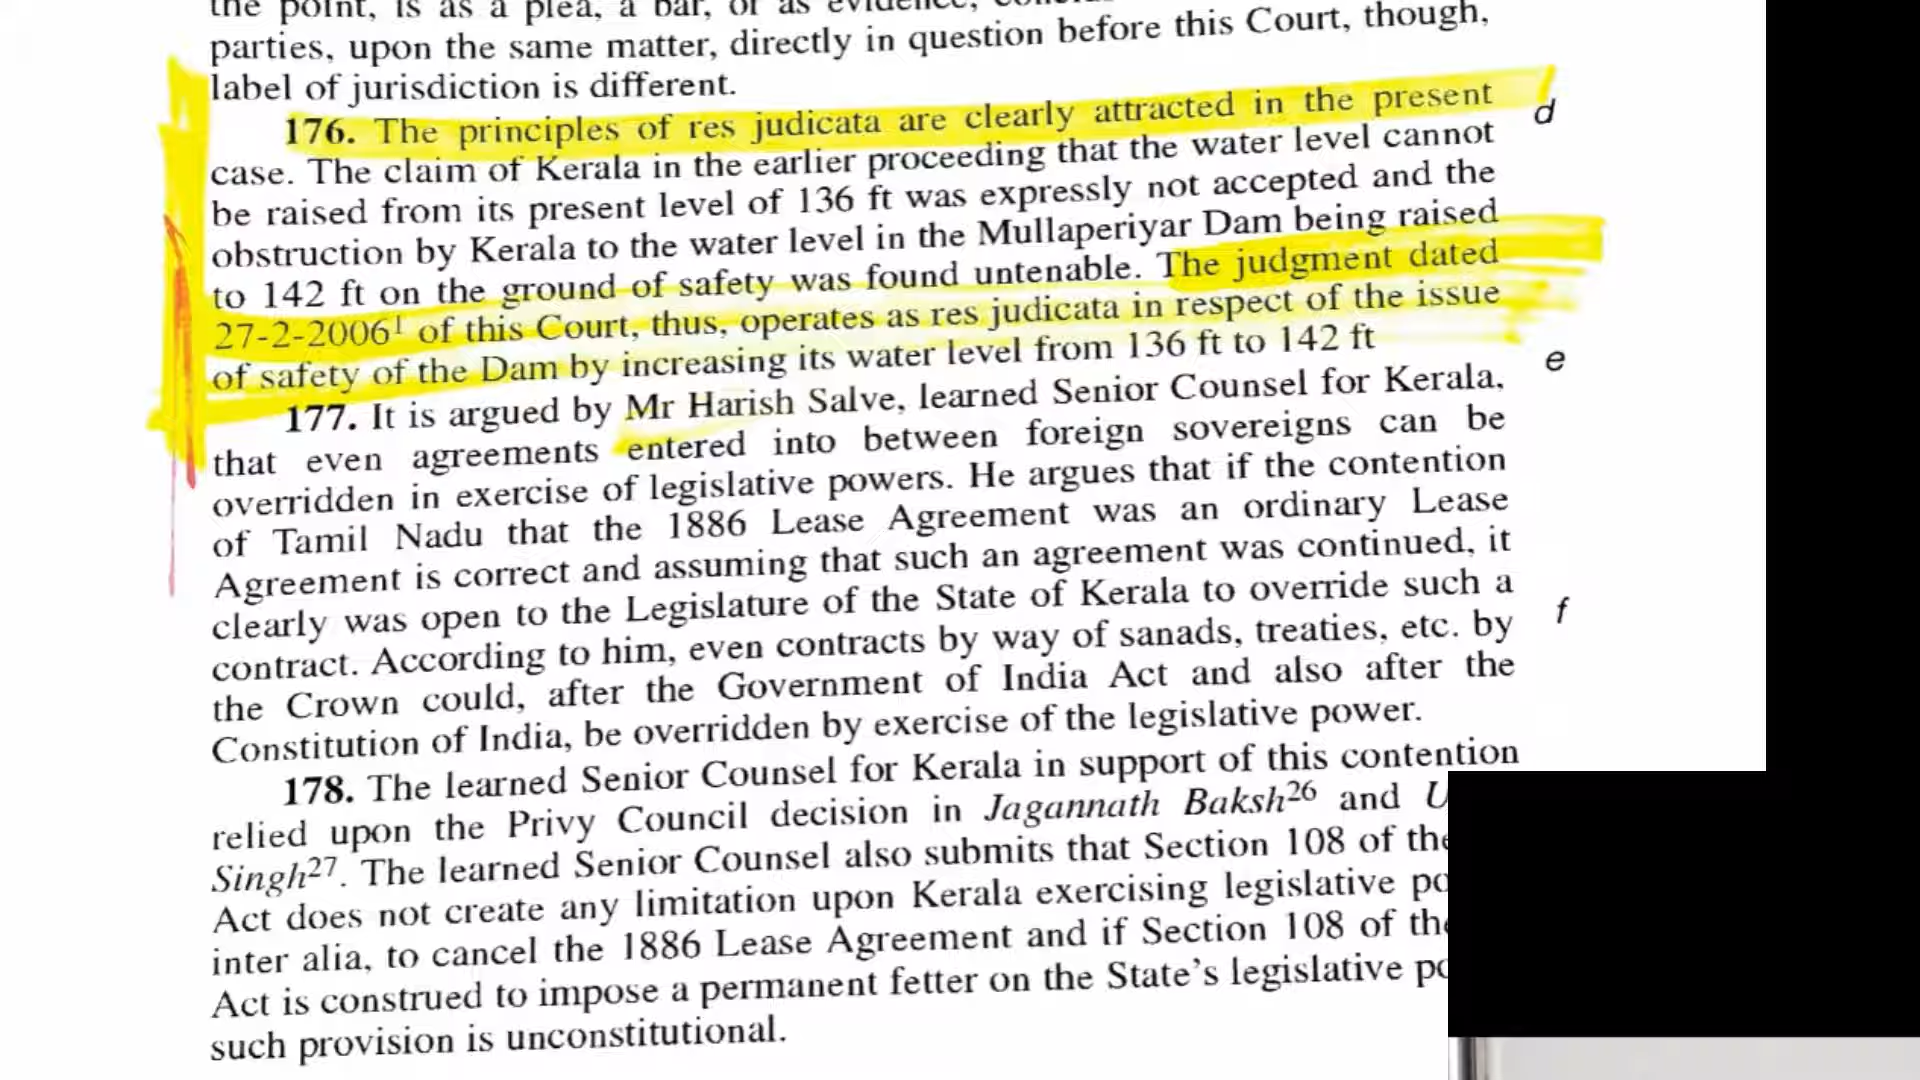 the point, is as a plea, a bar, or as evidence,
parties, upon the same matter, directly in question before this Court, though,
label of jurisdiction is different.
176. The principles of res judicata are clearly attracted in the present
d
case. The claim of Kerala in the earlier proceeding that the water level cannot
be raised from its present level of 136 ft was expressly not accepted and the
obstruction by Kerala to the water level in the Mullaperiyar Dam being raised
to 142 ft on the ground of safety was found untenable. The judgment dated
27-2-2006¹ of this Court, thus, operates as res judicata in respect of the issue
of safety of the Dam by increasing its water level from 136 ft to 142 ft
e
177. It is argued by Mr Harish Salve, learned Senior Counsel for Kerala,
that even agreements entered into between foreign sovereigns can be
overridden in exercise of legislative powers. He argues that if the contention
of Tamil Nadu that the 1886 Lease Agreement was an ordinary Lease
Agreement is correct and assuming that such an agreement was continued, it
clearly was open to the Legislature of the State of Kerala to override such a
f
contract. According to him, even contracts by way of sanads, treaties, etc. by
the Crown could, after the Government of India Act and also after the
Constitution of India, be overridden by exercise of the legislative power.
178. The learned Senior Counsel for Kerala in support of this contention
relied upon the Privy Council decision in Jagannath Baksh²⁶ and
Singh²⁷. The learned Senior Counsel also submits that Section 108 of the
Act does not create any limitation upon Kerala exercising legislative
inter alia, to cancel the 1886 Lease Agreement and if Section 108 of the
Act is construed to impose a permanent fetter on the State's legislative
such provision is unconstitutional.